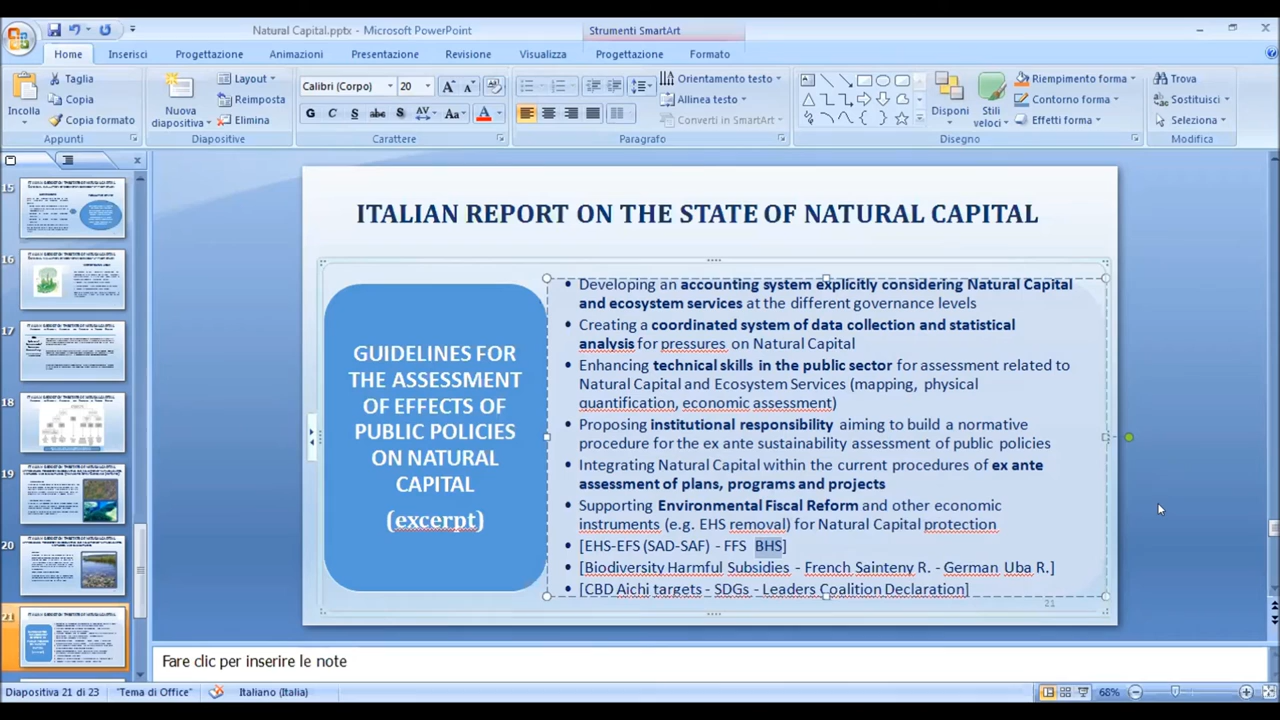 Natural Capital.pptx - Microsoft PowerPoint
Strumenti SmartArt
Home
Inserisci
Progettazione
Animazioni
Presentazione
Revisione
Visualizza
Progettazione
Formato
Incolla
Taglia
Copia
Copia formato
Appunti
Nuova diapositiva
Layout
Reimposta
Elimina
Diapositive
Calibri (Corpo)
20
G C S abc AV Aa A
Carattere
Paragrafo
Orientamento testo
Allinea testo
Converti in SmartArt
Disponi
Stili veloci
Riempimento forma
Contorno forma
Effetti forma
Disegno
Trova
Sostituisci
Seleziona
Modifica
15
16
17
18
19
20
21
ITALIAN REPORT ON THE STATE OF NATURAL CAPITAL
GUIDELINES FOR
THE ASSESSMENT
OF EFFECTS OF
PUBLIC POLICIES
ON NATURAL
CAPITAL
(excerpt)
• Developing an accounting system explicitly considering Natural Capital
and ecosystem services at the different governance levels
• Creating a coordinated system of data collection and statistical
analysis for pressures on Natural Capital
• Enhancing technical skills in the public sector for assessment related to
Natural Capital and Ecosystem Services (mapping, physical
quantification, economic assessment)
• Proposing institutional responsibility aiming to build a normative
procedure for the ex ante sustainability assessment of public policies
• Integrating Natural Capital within the current procedures of ex ante
assessment of plans, programs and projects
• Supporting Environmental Fiscal Reform and other economic
instruments (e.g. EHS removal) for Natural Capital protection
• [EHS-EFS (SAD-SAF) - FFS BHS]
• [Biodiversity Harmful Subsidies - French Sainteny R. - German Uba R.]
• [CBD Aichi targets - SDGs - Leaders Coalition Declaration]
21
Fare clic per inserire le note
Diapositiva 21 di 23
"Tema di Office"
Italiano (Italia)
68%